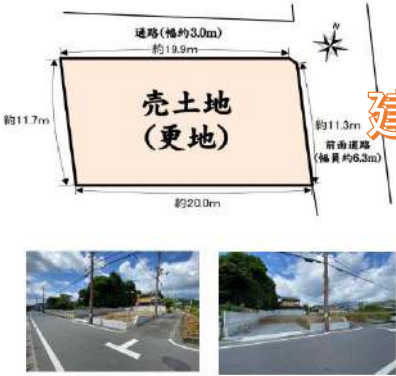 通路(幅約3.0m)
N
約19.9m
約11.7m
売土地
(更地)
約11.3m
建
前面道路
(幅員約6.3m)
約20.0m